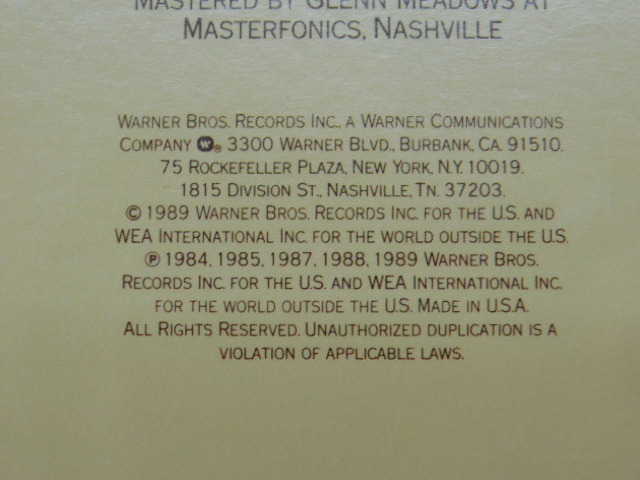 MASTERED BY GLENN MEADOWS AT
MASTERFONICS, NASHVILLE
WARNER BROS. RECORDS INC., A WARNER COMMUNICATIONS
COMPANY W ®, 3300 WARNER BLVD., BURBANK, CA. 91510.
75 ROCKEFELLER PLAZA, NEW YORK, N.Y. 10019.
1815 DIVISION ST., NASHVILLE, TN. 37203.
© 1989 WARNER BROS. RECORDS INC. FOR THE U.S. AND
WEA INTERNATIONAL INC. FOR THE WORLD OUTSIDE THE U.S.
℗ 1984, 1985, 1987, 1988, 1989 WARNER BROS.
RECORDS INC. FOR THE U.S. AND WEA INTERNATIONAL INC.
FOR THE WORLD OUTSIDE THE U.S. MADE IN U.S.A.
ALL RIGHTS RESERVED. UNAUTHORIZED DUPLICATION IS A
VIOLATION OF APPLICABLE LAWS.